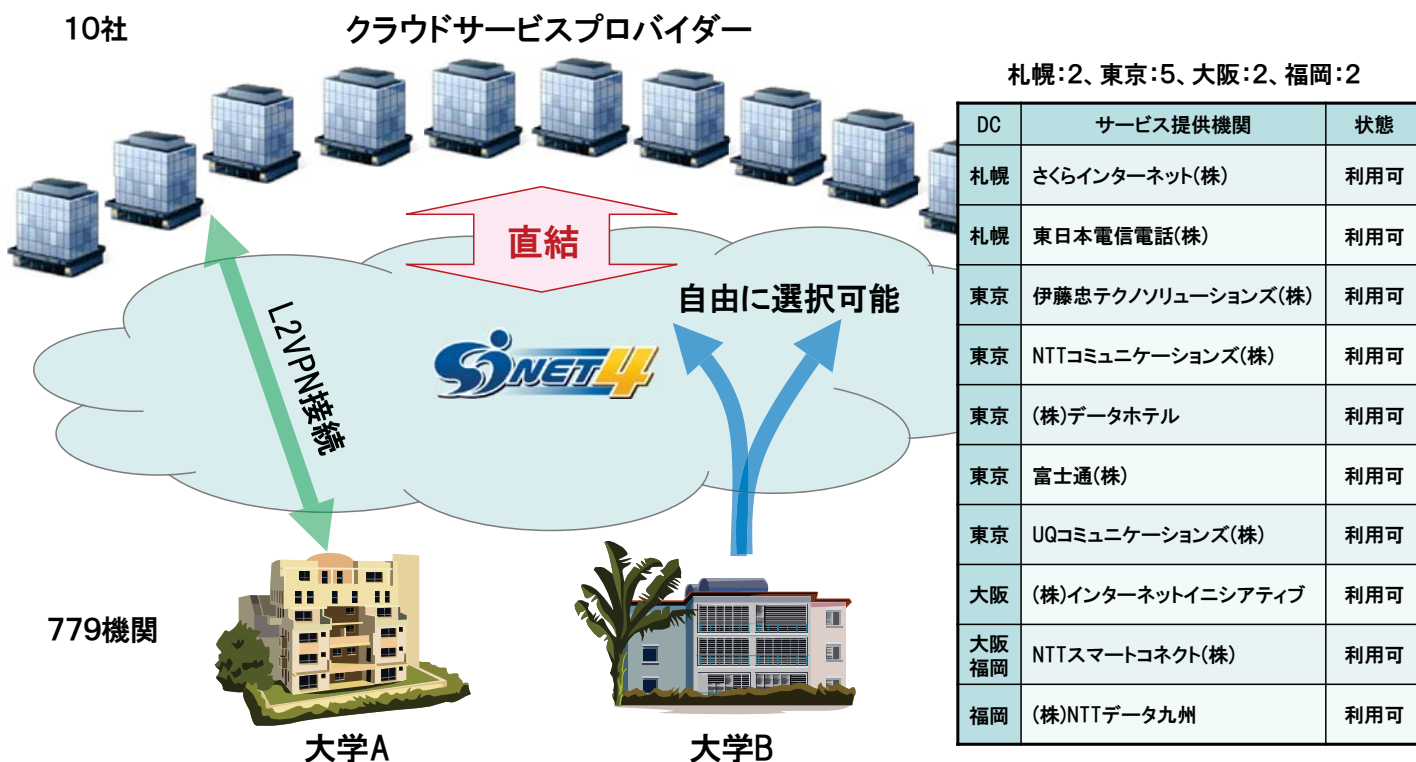 10社
クラウドサービスプロバイダー
札幌:2、東京:5、大阪:2、福岡:2
直結
自由に選択可能
L2VPN接続
SINET4
779機関
大学A
大学B
DC サービス提供機関 状態
札幌 さくらインターネット(株) 利用可
札幌 東日本電信電話(株) 利用可
東京 伊藤忠テクノソリューションズ(株) 利用可
東京 NTTコミュニケーションズ(株) 利用可
東京 (株)データホテル 利用可
東京 富士通(株) 利用可
東京 UQコミュニケーションズ(株) 利用可
大阪 (株)インターネットイニシアティブ 利用可
大阪
福岡 NTTスマートコネクト(株) 利用可
福岡 (株)NTTデータ九州 利用可